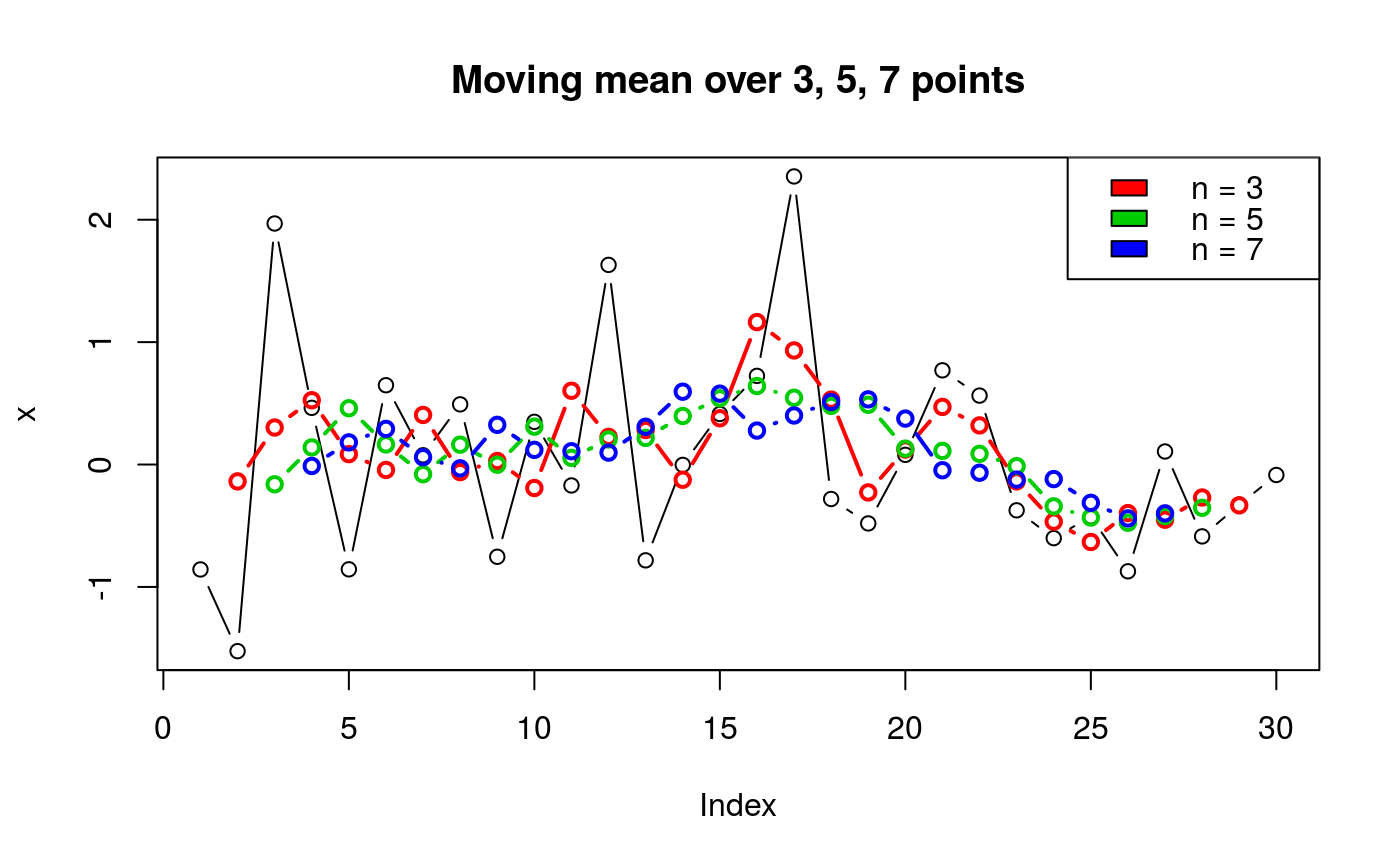 Moving mean over 3, 5, 7 points
n = 3
n = 5
n = 7
2
1
0
-1
x
0 5 10 15 20 25 30
Index